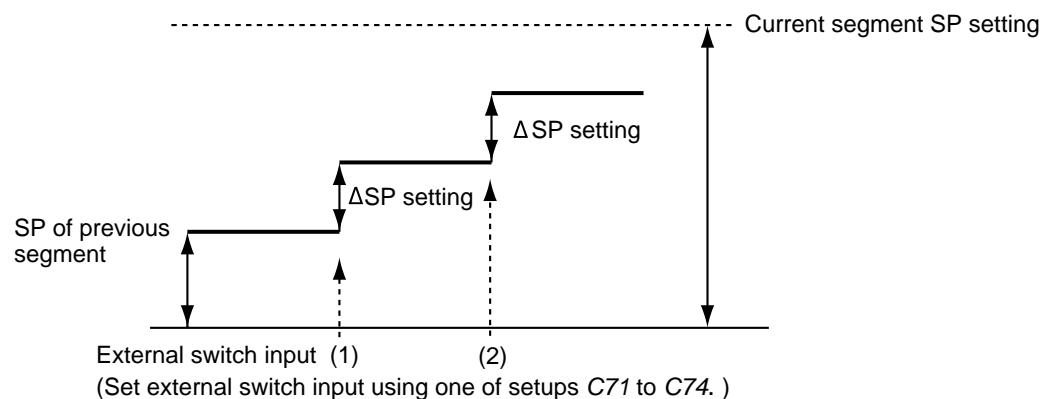 Current segment SP setting
ΔSP setting
ΔSP setting
SP of previous
segment
External switch input (1) (2)
(Set external switch input using one of setups C71 to C74. )